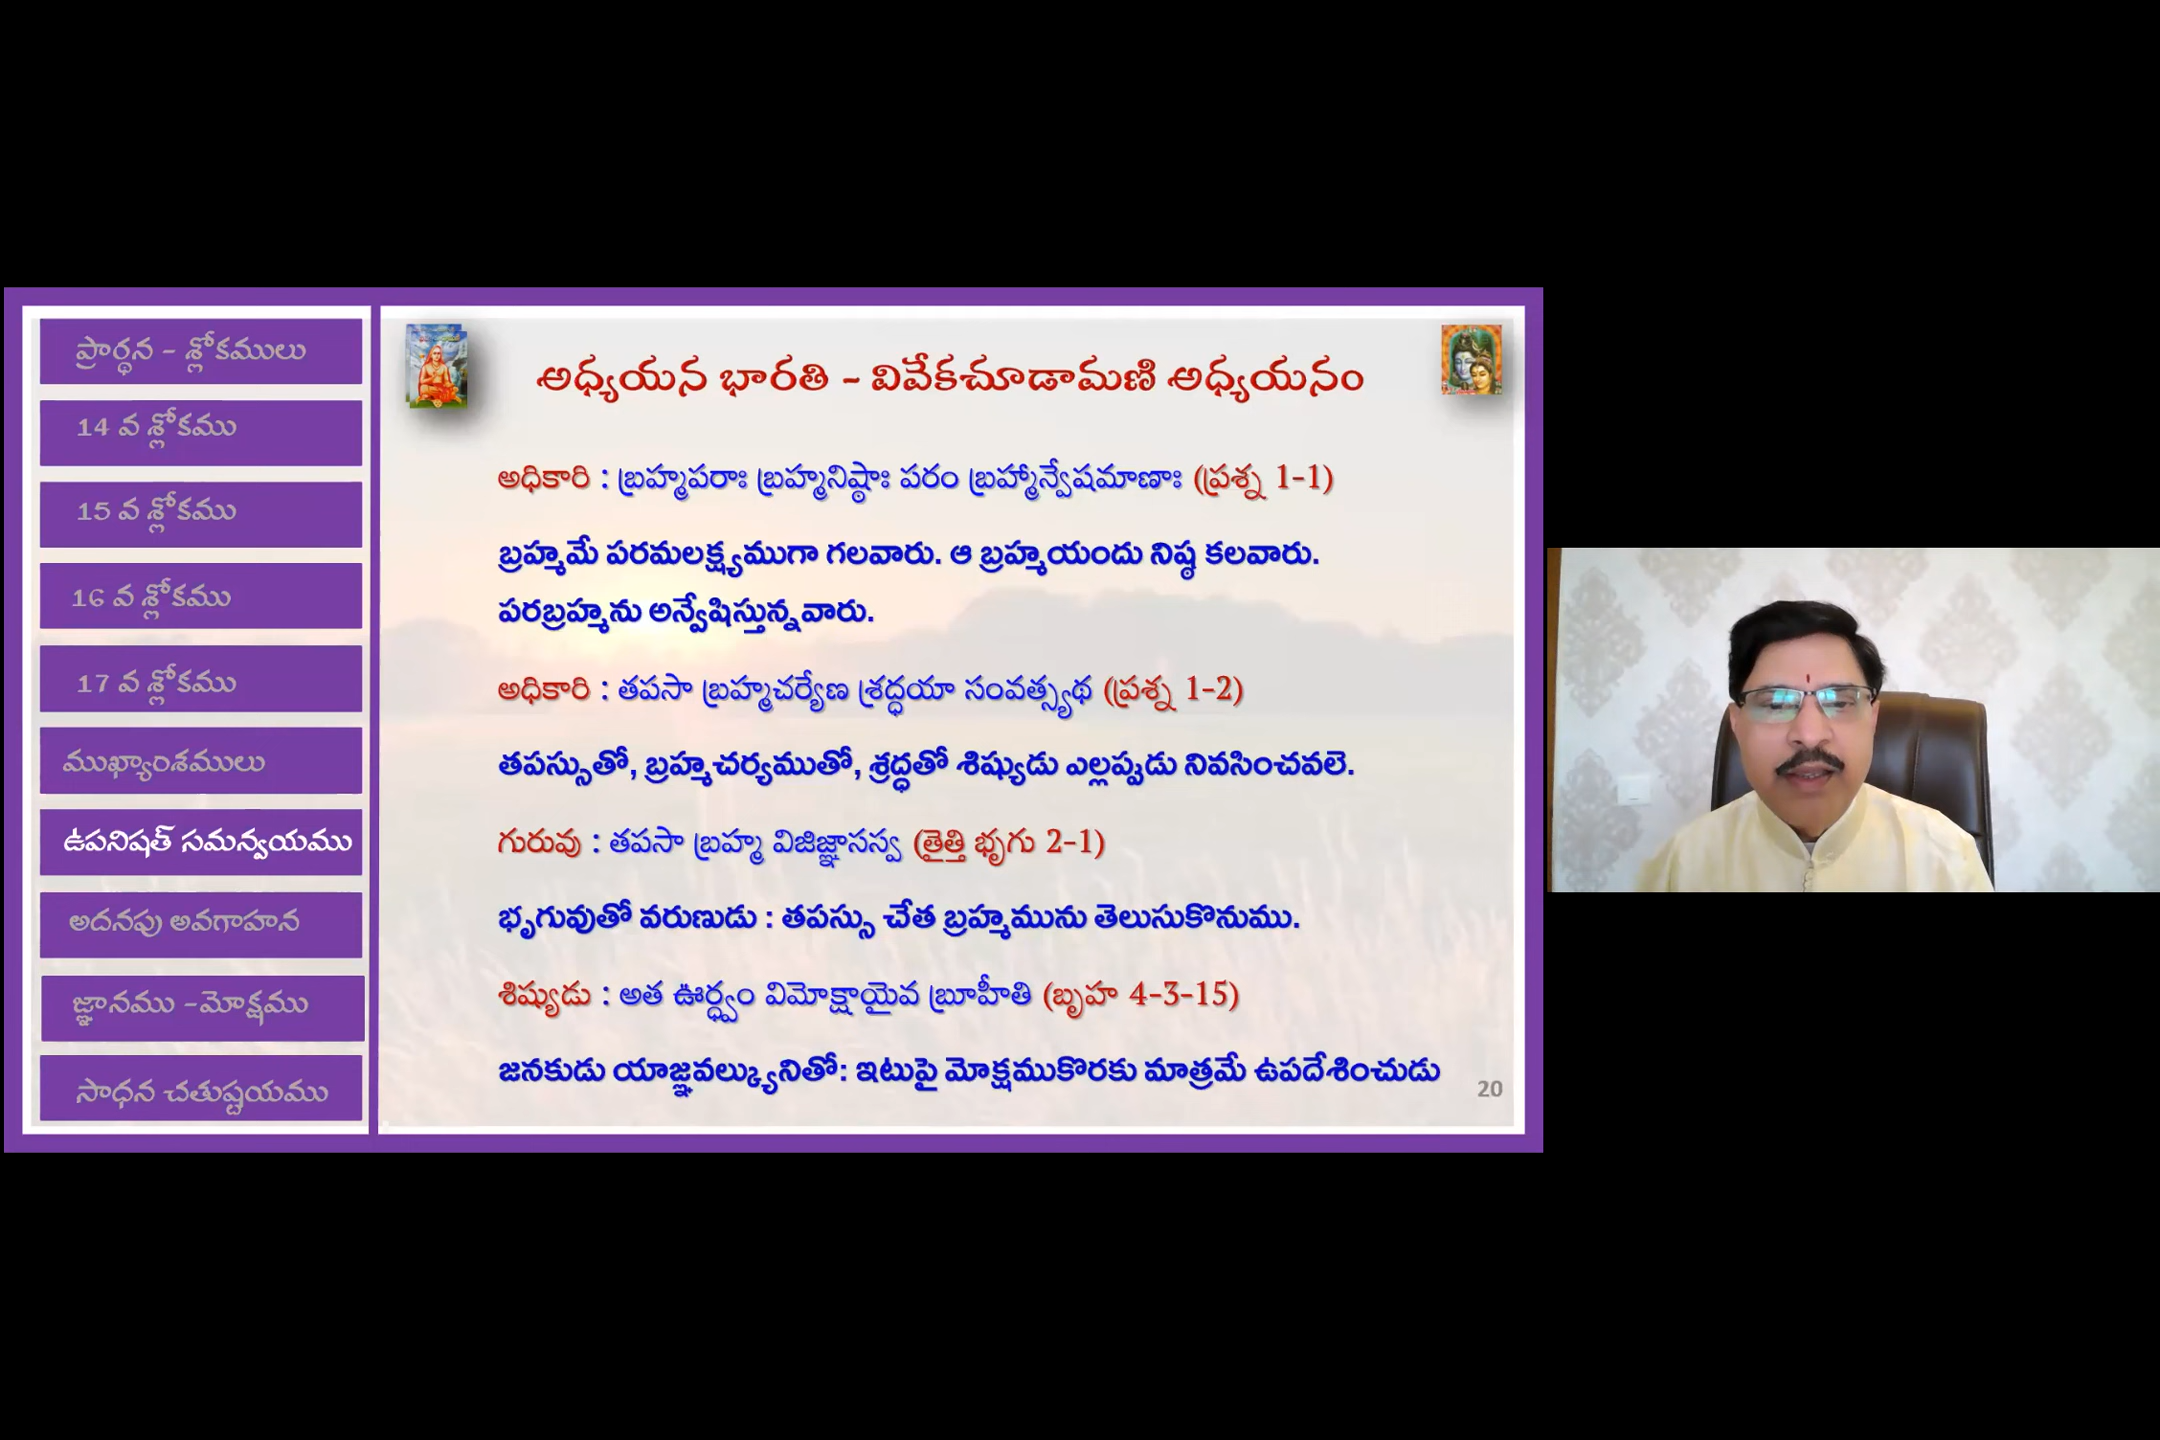 ప్రార్థన - శ్లోకములు
14 వ శ్లోకము
15 వ శ్లోకము
16 వ శ్లోకము
17 వ శ్లోకము
ముఖ్యాంశములు
ఉపనిషత్ సమన్వయము
అదనపు అవగాహన
జ్ఞానము -మోక్షము
సాధన చతుష్టయము
అధ్యయన భారతి - వివేకచూడామణి అధ్యయనం
అధికారి : బ్రహ్మపరాః బ్రహ్మనిష్ఠాః పరం బ్రహ్మాన్వేషమాణాః (ప్రశ్న 1-1)
బ్రహ్మమే పరమలక్ష్యముగా గలవారు. ఆ బ్రహ్మయందు నిష్ఠ కలవారు.
పరబ్రహ్మను అన్వేషిస్తున్నవారు.
అధికారి : తపసా బ్రహ్మచర్యేణ శ్రద్ధయా సంవత్స్యథ (ప్రశ్న 1-2)
తపస్సుతో, బ్రహ్మచర్యముతో, శ్రద్ధతో శిష్యుడు ఎల్లప్పుడు నివసించవలె.
గురువు : తపసా బ్రహ్మ విజిజ్ఞాసస్వ (తైత్తి భృగు 2-1)
భృగువుతో వరుణుడు : తపస్సు చేత బ్రహ్మమును తెలుసుకొనుము.
శిష్యుడు : అత ఊర్ధ్వం విమోక్షాయైవ బ్రూహీతి (బృహ 4-3-15)
జనకుడు యాజ్ఞవల్క్యునితో: ఇటుపై మోక్షముకొరకు మాత్రమే ఉపదేశించుడు
20